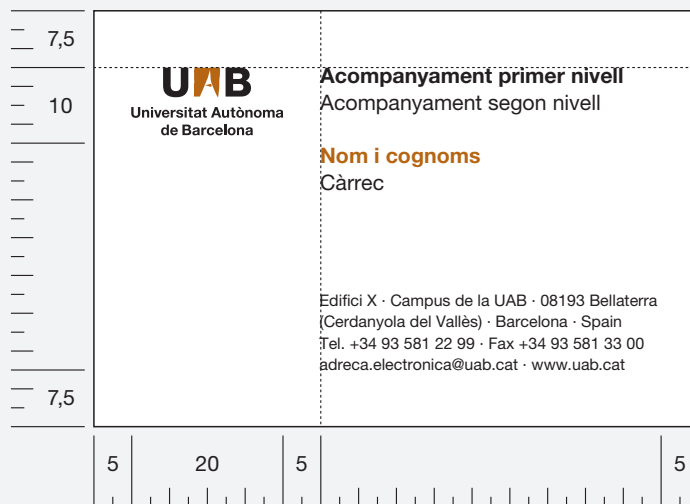 7,5
10
7,5
UAB
Universitat Autònoma
de Barcelona
Acompanyament primer nivell
Acompanyament segon nivell
Nom i cognoms
Càrrec
Edifici X · Campus de la UAB · 08193 Bellaterra
(Cerdanyola del Vallès) · Barcelona · Spain
Tel. +34 93 581 22 99 · Fax +34 93 581 33 00
adreca.electronica@uab.cat · www.uab.cat
5 20 5 5